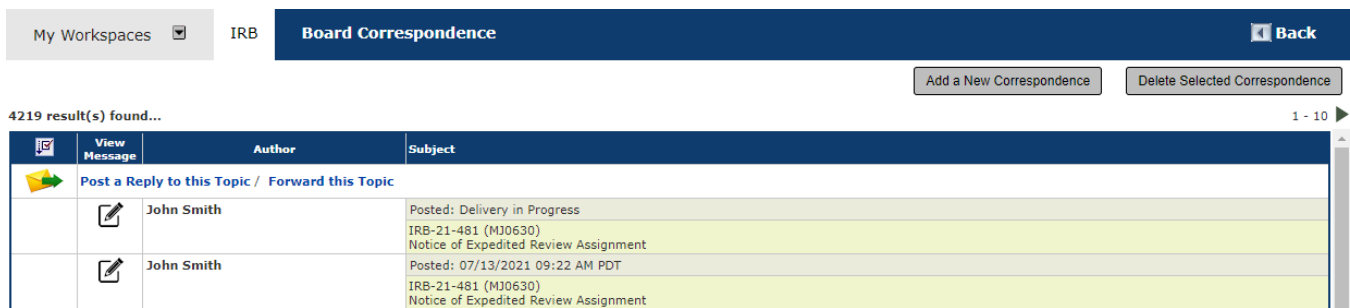 My Workspaces IRB Board Correspondence Back
Add a New Correspondence Delete Selected Correspondence
4219 result(s) found... 1 - 10
View Message Author Subject
Post a Reply to this Topic / Forward this Topic
John Smith Posted: Delivery in Progress
IRB-21-481 (MJ0630)
Notice of Expedited Review Assignment
John Smith Posted: 07/13/2021 09:22 AM PDT
IRB-21-481 (MJ0630)
Notice of Expedited Review Assignment